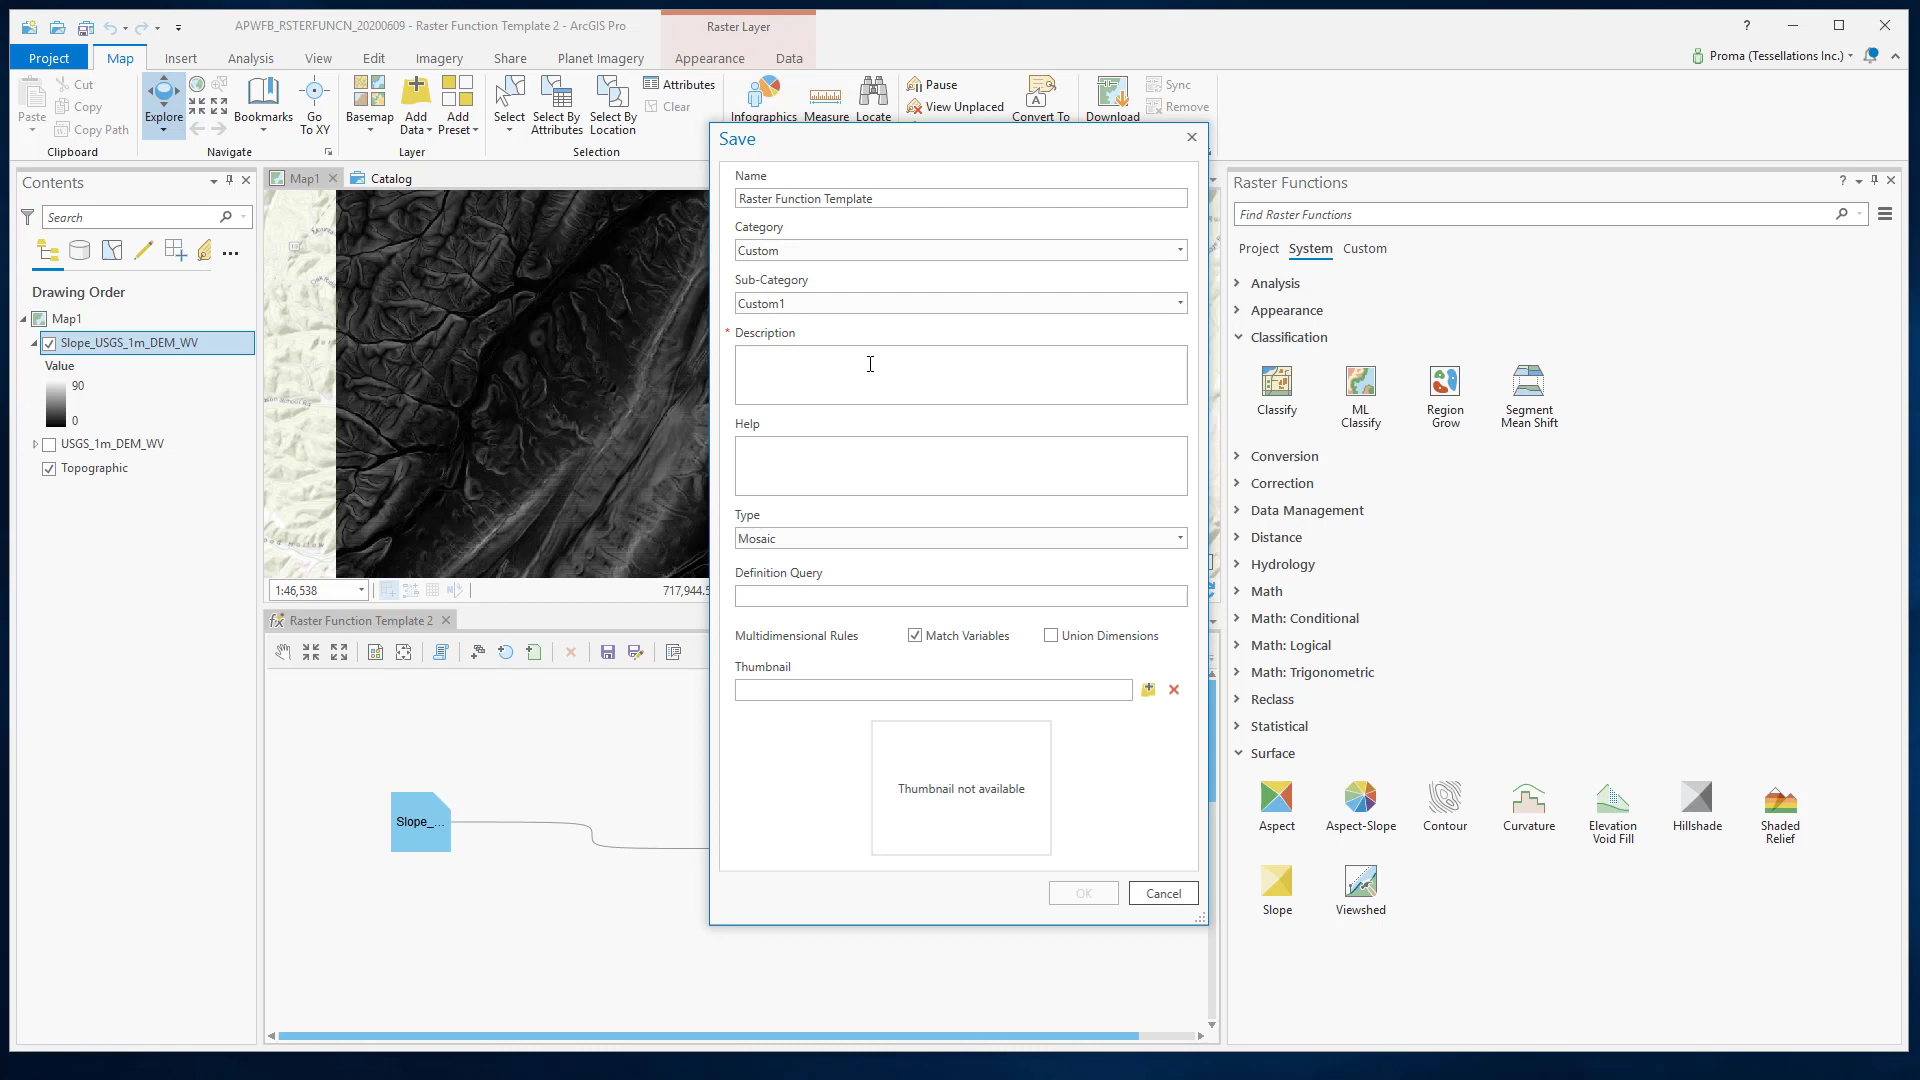 APWFB_RSTERFUNCN_20200609 - Raster Function Template 2 - ArcGIS Pro
Raster Layer
?
Project
Map
Insert
Analysis
View
Edit
Imagery
Share
Planet Imagery
Appearance
Data
Proma (Tessellations Inc.)
Paste
Cut
Copy
Copy Path
Clipboard
Explore
Bookmarks
Go
To XY
Navigate
Basemap
Add
Data
Add
Preset
Layer
Select
Select By
Attributes
Select By
Location
Attributes
Clear
Selection
Infographics
Measure
Locate
Pause
View Unplaced
Convert To
Download
Sync
Remove
Contents
Search
Drawing Order
Map1
Slope_USGS_1m_DEM_WV
Value
90
0
USGS_1m_DEM_WV
Topographic
Map1
Catalog
1:46,538
717,944.5
Raster Function Template 2
Slope_...
Save
Name
Raster Function Template
Category
Custom
Sub-Category
Custom1
* Description
Help
Type
Mosaic
Definition Query
Multidimensional Rules
Match Variables
Union Dimensions
Thumbnail
Thumbnail not available
OK
Cancel
Raster Functions
?
Find Raster Functions
Project
System
Custom
Analysis
Appearance
Classification
Classify
ML
Classify
Region
Grow
Segment
Mean Shift
Conversion
Correction
Data Management
Distance
Hydrology
Math
Math: Conditional
Math: Logical
Math: Trigonometric
Reclass
Statistical
Surface
Aspect
Aspect-Slope
Contour
Curvature
Elevation
Void Fill
Hillshade
Shaded
Relief
Slope
Viewshed